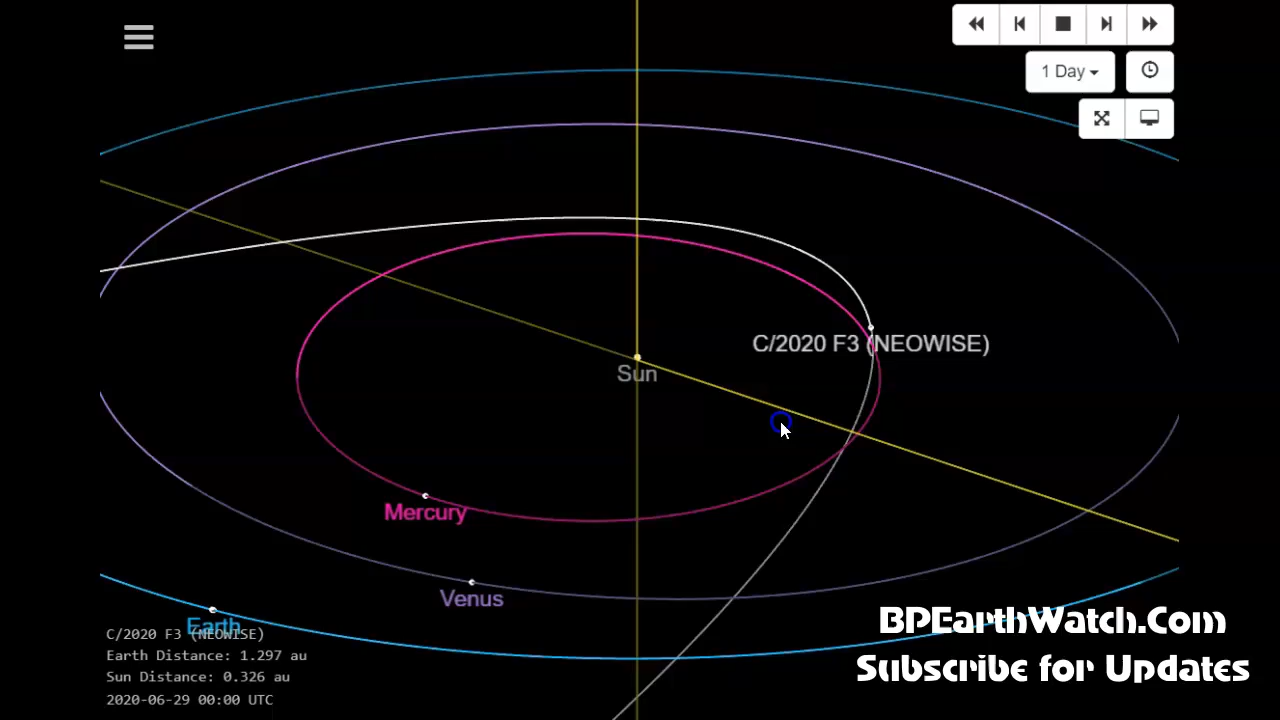 1 Day
C/2020 F3 (NEOWISE)
Sun
Mercury
Venus
Earth
C/2020 F3 (NEOWISE)
Earth Distance: 1.297 au
Sun Distance: 0.326 au
2020-06-29 00:00 UTC
BPEarthWatch.Com
Subscribe for Updates